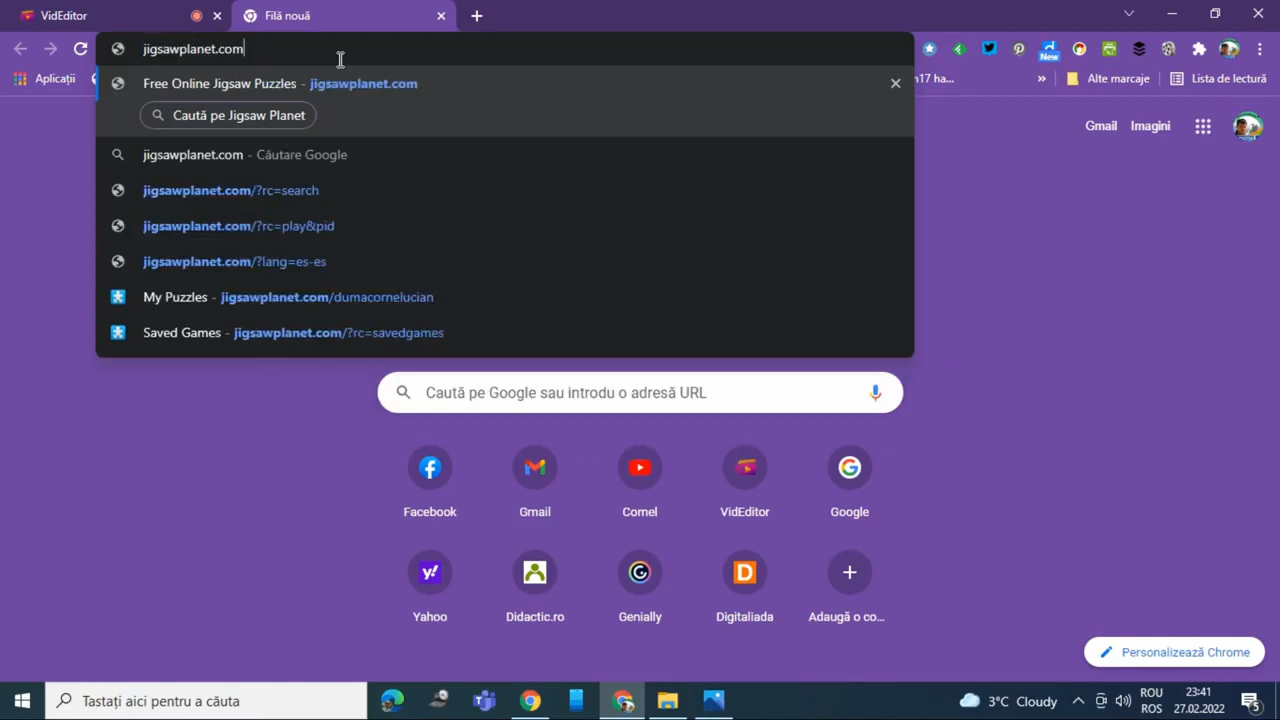 VidEditor
Filă nouă
jigsawplanet.com
New
Free Online Jigsaw Puzzles - jigsawplanet.com
Caută pe Jigsaw Planet
jigsawplanet.com - Căutare Google
jigsawplanet.com/?rc=search
jigsawplanet.com/?rc=play&pid
jigsawplanet.com/?lang=es-es
My Puzzles - jigsawplanet.com/dumacornelucian
Saved Games - jigsawplanet.com/?rc=savedgames
Aplicații
n17 ha...
»
Alte marcaje
Lista de lectură
Gmail
Imagini
Caută pe Google sau introdu o adresă URL
Facebook
Gmail
Cornel
VidEditor
Google
Yahoo
Didactic.ro
Genially
Digitaliada
Adaugă o co...
Personalizează Chrome
Tastați aici pentru a căuta
3°C Cloudy
ROU
ROS
23:41
27.02.2022
5